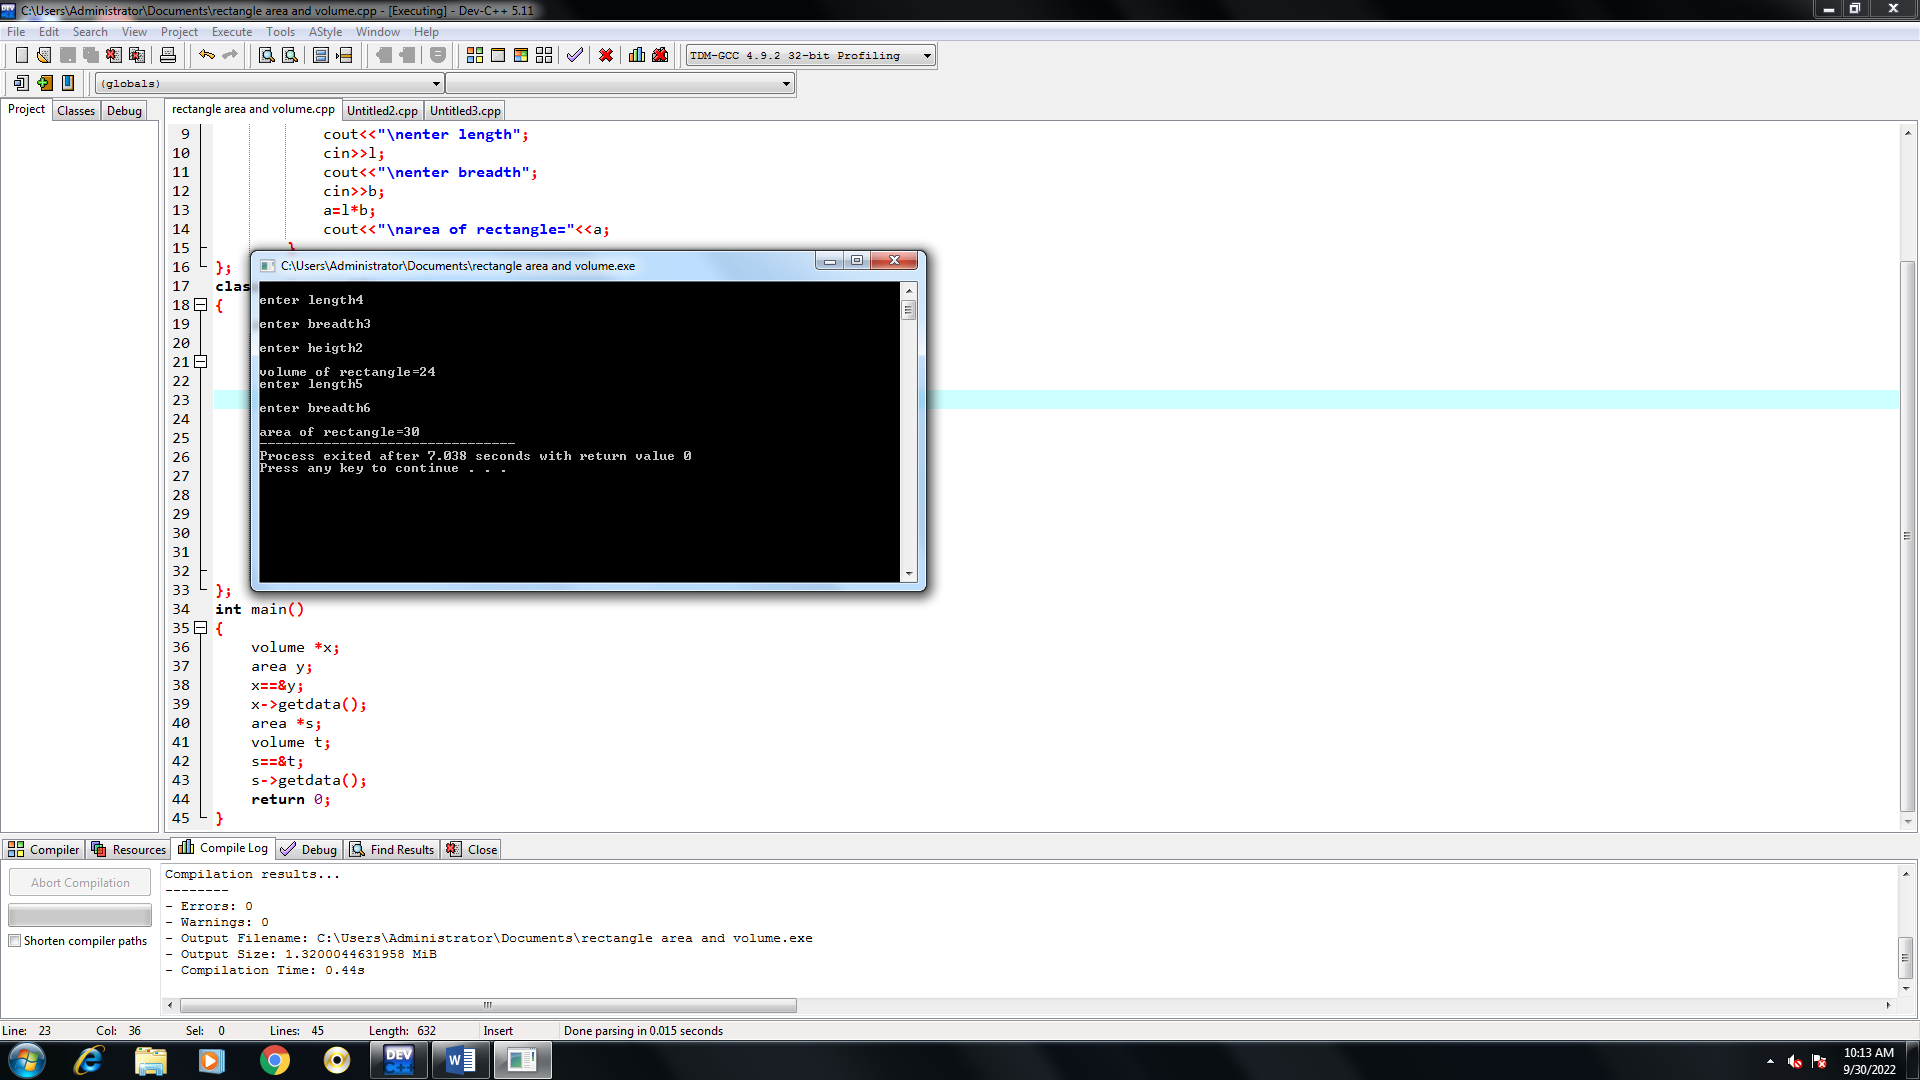 C:\Users\Administrator\Documents\rectangle area and volume.cpp - [Executing] - Dev-C++ 5.11
File Edit Search View Project Execute Tools AStyle Window Help
TDM-GCC 4.9.2 32-bit Profiling
(globals)
Project Classes Debug
rectangle area and volume.cpp Untitled2.cpp Untitled3.cpp
9 cout<<"\nenter length";
10 cin>>l;
11 cout<<"\nenter breadth";
12 cin>>b;
13 a=l*b;
14 cout<<"\narea of rectangle="<<a;
15 }
16 };
17 clas
18 {
19
20
21
22
23
24
25
26
27
28
29
30
31
32
33 };
34 int main()
35 {
36 volume *x;
37 area y;
38 x==&y;
39 x->getdata();
40 area *s;
41 volume t;
42 s==&t;
43 s->getdata();
44 return 0;
45 }
C:\Users\Administrator\Documents\rectangle area and volume.exe
enter length4
enter breadth3
enter heigth2
volume of rectangle=24
enter length5
enter breadth6
area of rectangle=30
--------------------------------
Process exited after 7.038 seconds with return value 0
Press any key to continue . . .
Compiler Resources Compile Log Debug Find Results Close
Abort Compilation
Shorten compiler paths
Compilation results...
--------
- Errors: 0
- Warnings: 0
- Output Filename: C:\Users\Administrator\Documents\rectangle area and volume.exe
- Output Size: 1.3200044631958 MiB
- Compilation Time: 0.44s
Line: 23 Col: 36 Sel: 0 Lines: 45 Length: 632 Insert Done parsing in 0.015 seconds
DEV C++
W
10:13 AM
9/30/2022